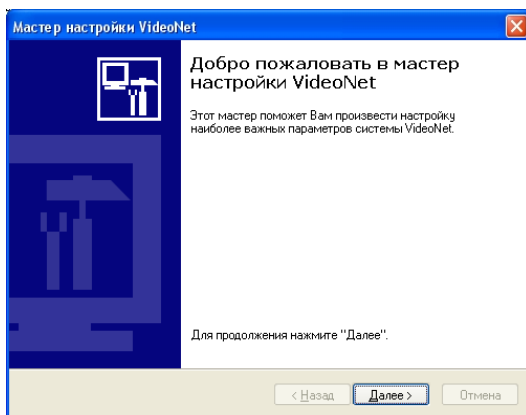 Мастер настройки VideoNet
Добро пожаловать в мастер
настройки VideoNet
Этот мастер поможет Вам произвести настройку
наиболее важных параметров системы VideoNet.
Для продолжения нажмите "Далее".
< Назад
Далее >
Отмена